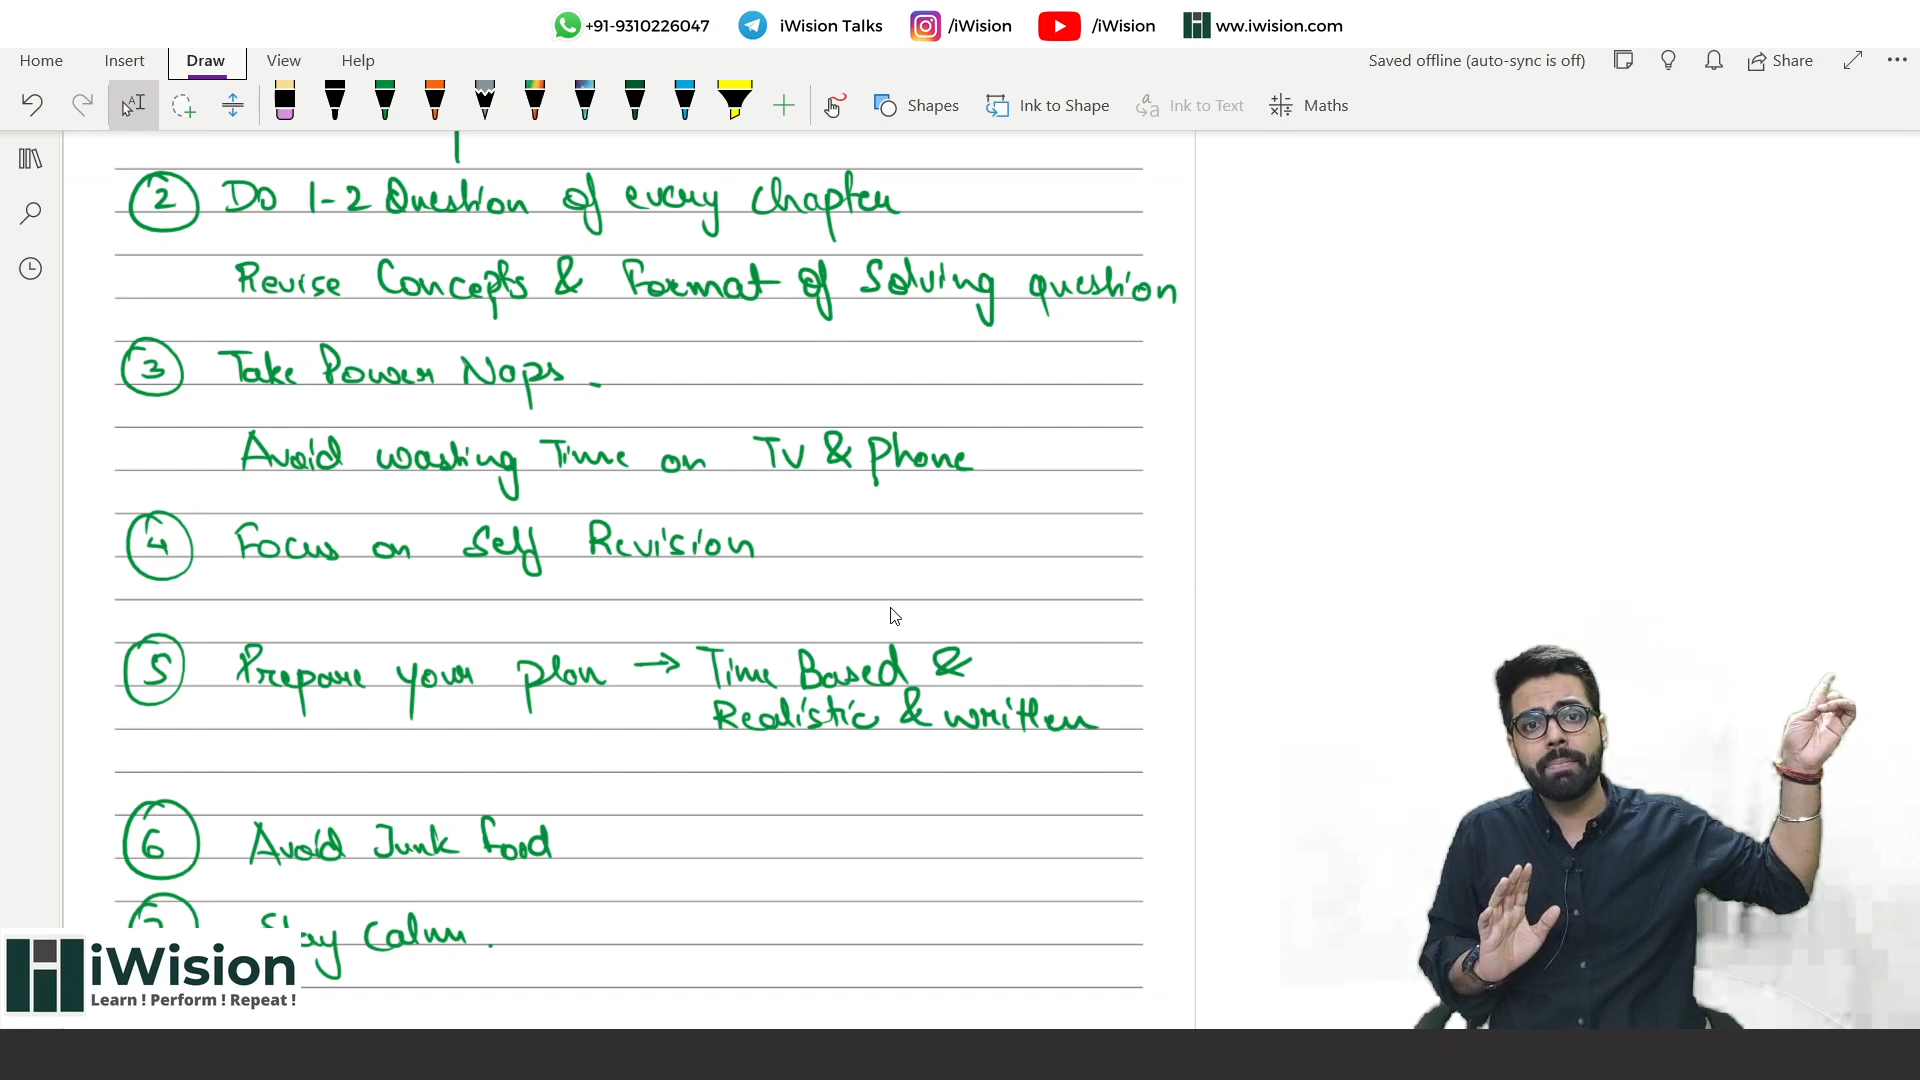 +91-9310226047 iWision Talks /iWision /iWision ww.iwision.com
Home Insert Draw View Help Saved offline (auto-sync is off) Share
Shapes Ink to Shape Ink to Text Maths
2 Do 1-2 Question of every chapter
Revise Concepts & Format of Solving question
3 Take Power Naps.
Avoid wasting Time on TV & Phone
4 Focus on Self Revision
5 Prepare your plan → Time Based &
Realistic & written
6 Avoid Junk food
Stay Calm.
iWision
Learn ! Perform ! Repeat !